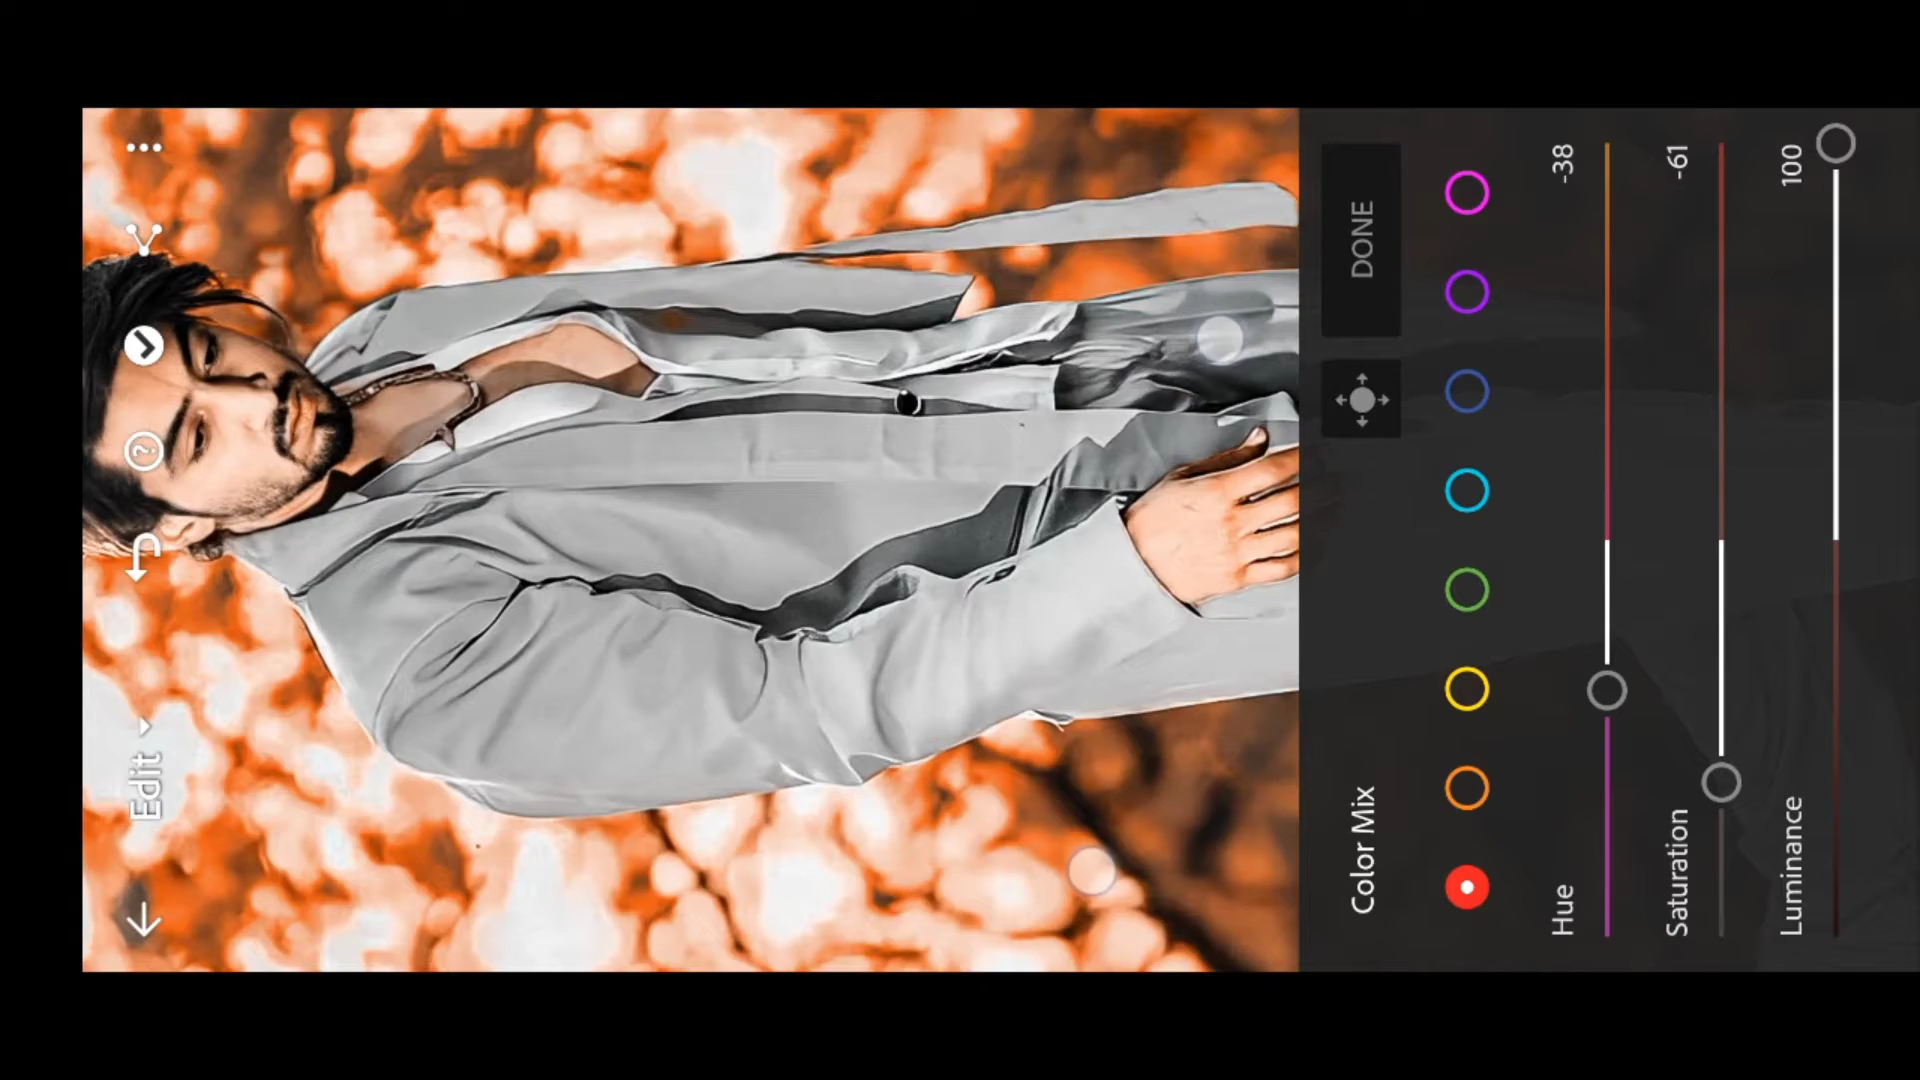 Edit
Color Mix
DONE
Hue
-38
Saturation
-61
Luminance
100